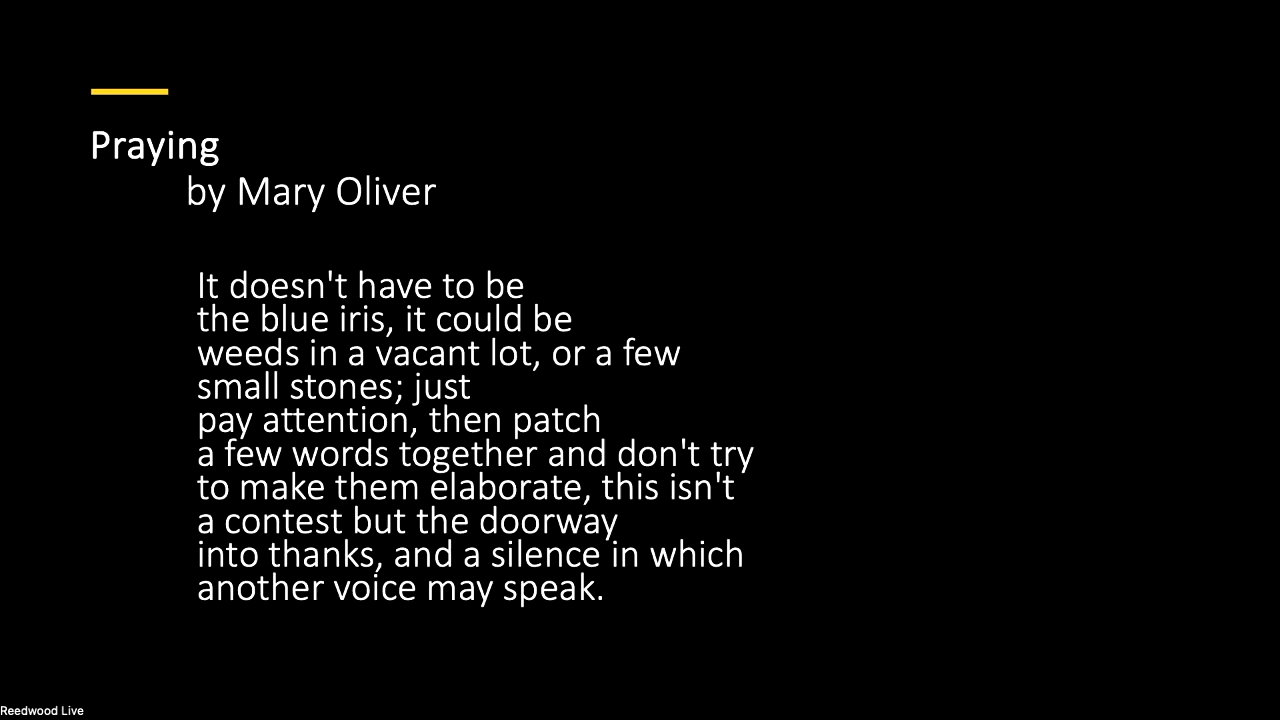 Praying
by Mary Oliver
It doesn't have to be
the blue iris, it could be
weeds in a vacant lot, or a few
small stones; just
pay attention, then patch
a few words together and don't try
to make them elaborate, this isn't
a contest but the doorway
into thanks, and a silence in which
another voice may speak.
Reedwood Live